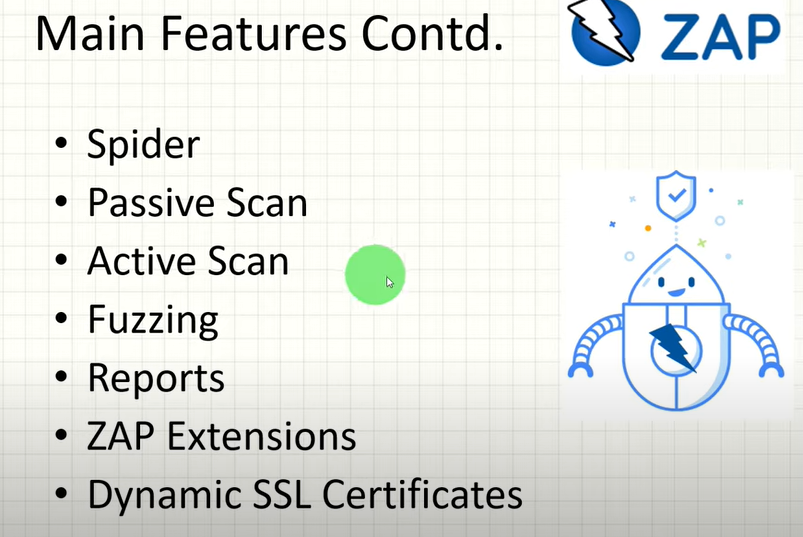 Main Features Contd.
ZAP
• Spider
• Passive Scan
• Active Scan
• Fuzzing
• Reports
• ZAP Extensions
• Dynamic SSL Certificates